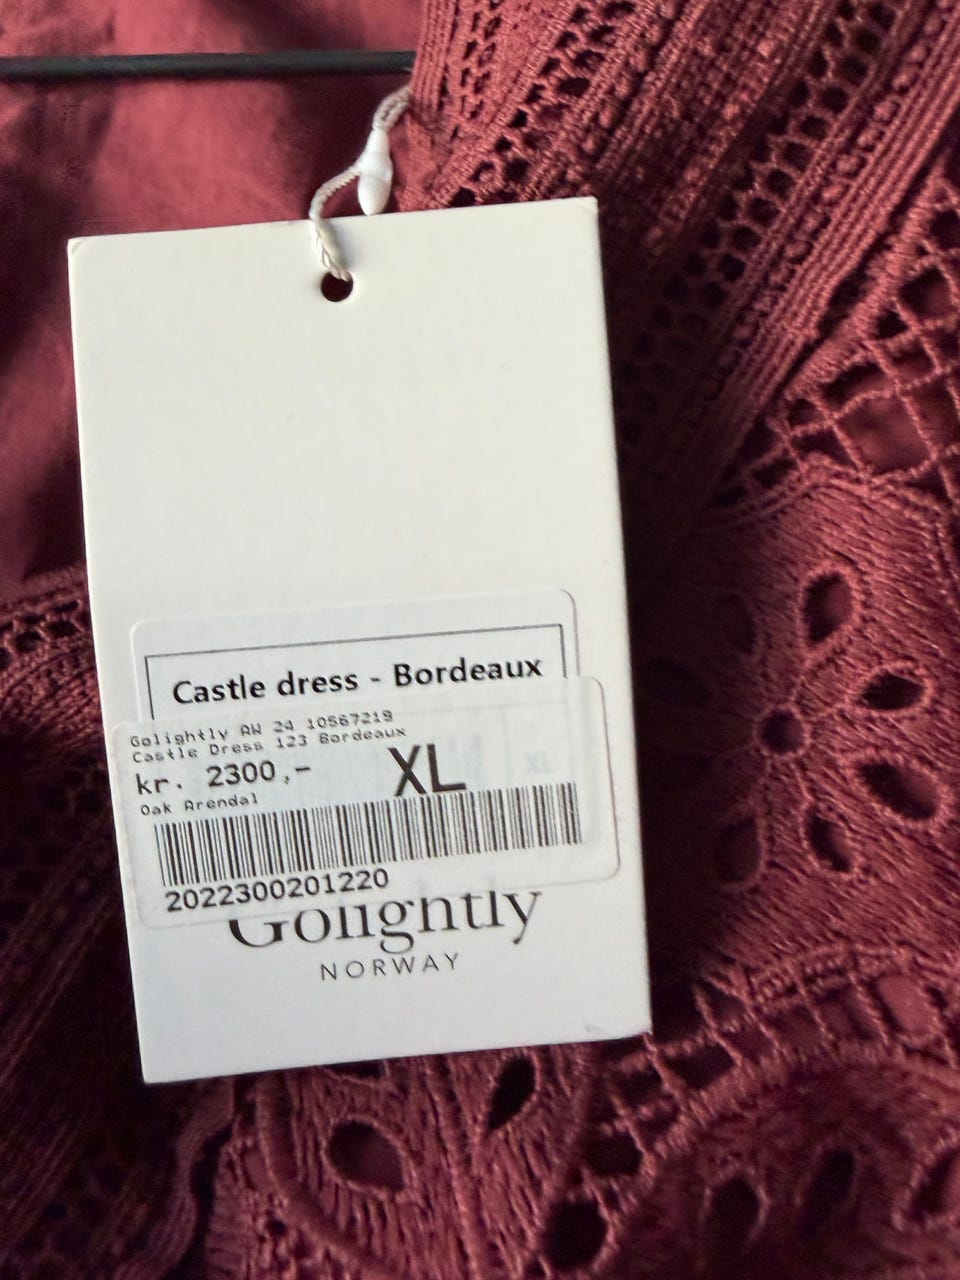 Castle dress - Bordeaux
Golightly AW 24 10567219
Castle Dress 123 Bordeaux
kr. 2300,-
XL
XL
Oak Arendal
2022300201220
Golightly
NORWAY